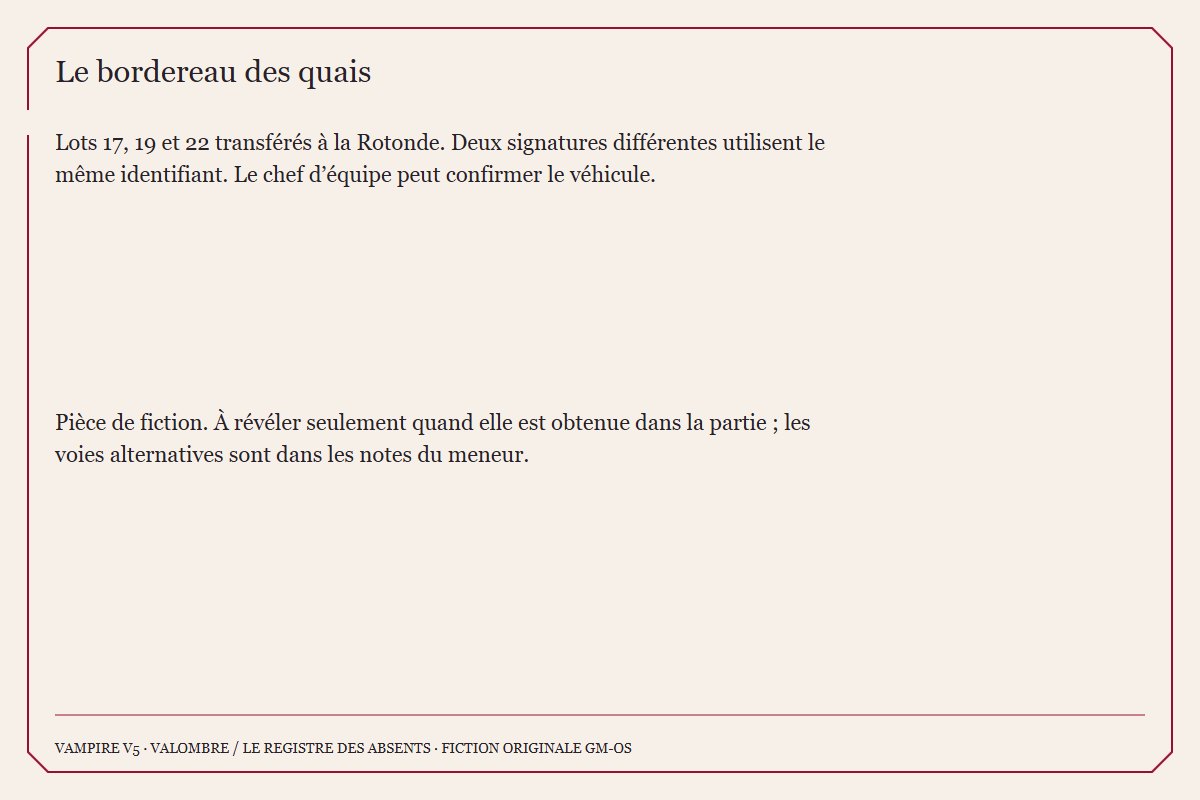 Le bordereau des quais
Lots 17, 19 et 22 transférés à la Rotonde. Deux signatures différentes utilisent le
même identifiant. Le chef d’équipe peut confirmer le véhicule.
Pièce de fiction. À révéler seulement quand elle est obtenue dans la partie ; les
voies alternatives sont dans les notes du meneur.
VAMPIRE V5 · VALOMBRE / LE REGISTRE DES ABSENTS · FICTION ORIGINALE GM-OS